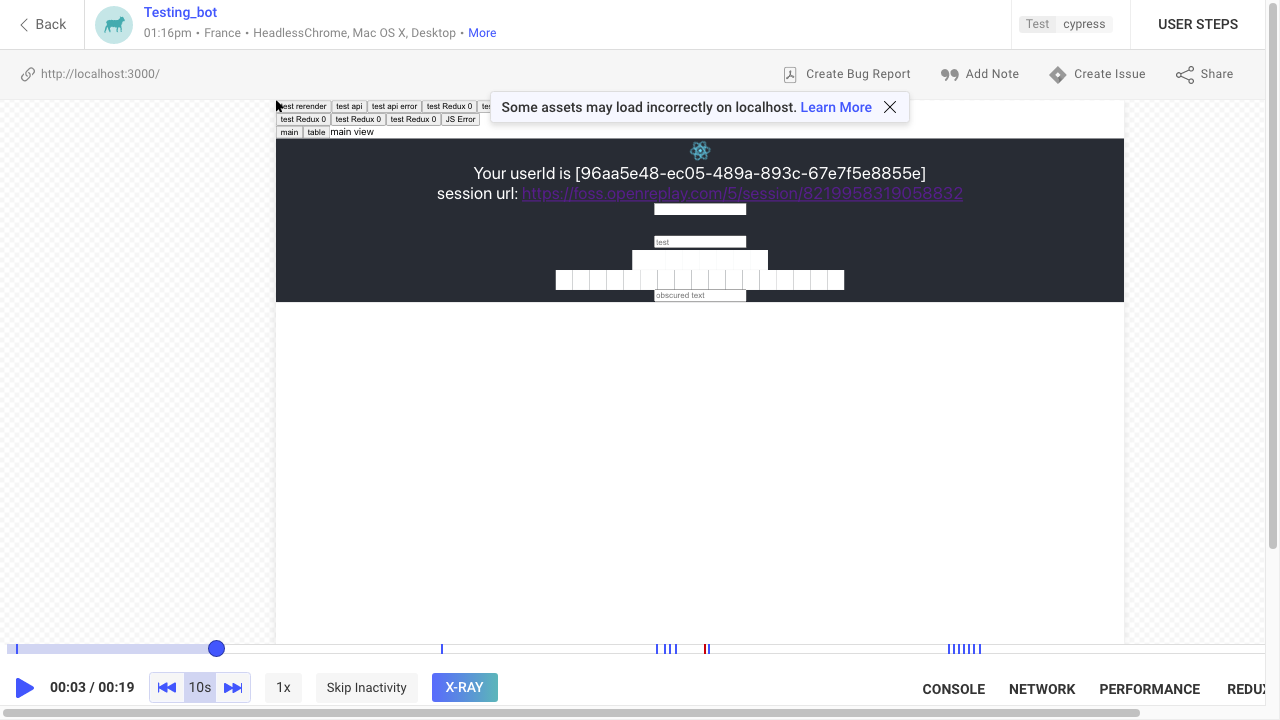 Back
Testing_bot
01:16pm • France • HeadlessChrome, Mac OS X, Desktop • More
Test cypress
USER STEPS
http://localhost:3000/
Create Bug Report
Add Note
Create Issue
Share
Some assets may load incorrectly on localhost. Learn More
test rerender test api test api error test Redux 0
test Redux 0 test Redux 0 test Redux 0 JS Error
main table main view
Your userId is [96aa5e48-ec05-489a-893c-67e7f5e8855e]
session url: https://foss.openreplay.com/5/session/8219958319058832
test
obscured text
00:03 / 00:19
10s
1x
Skip Inactivity
X-RAY
CONSOLE NETWORK PERFORMANCE REDUX